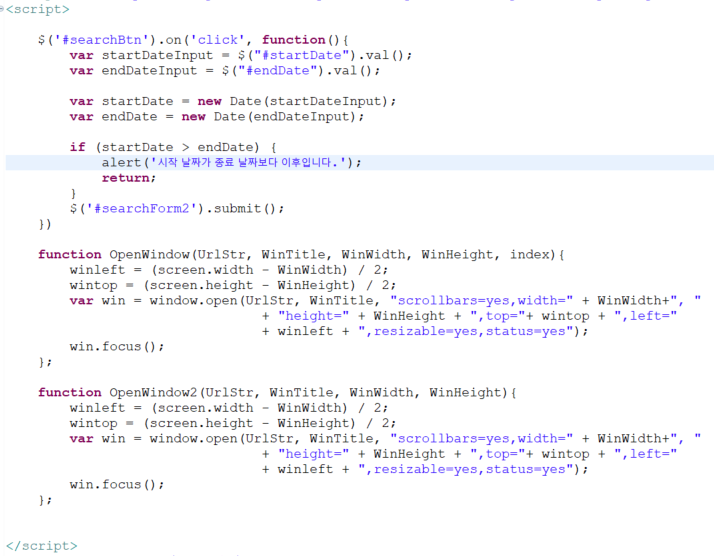 <script>
$('#searchBtn').on('click', function(){
var startDateInput = $("#startDate").val();
var endDateInput = $("#endDate").val();
var startDate = new Date(startDateInput);
var endDate = new Date(endDateInput);
if (startDate > endDate) {
alert('시작 날짜가 종료 날짜보다 이후입니다.');
return;
}
$('#searchForm2').submit();
})
function OpenWindow(UrlStr, WinTitle, WinWidth, WinHeight, index){
winleft = (screen.width - WinWidth) / 2;
wintop = (screen.height - WinHeight) / 2;
var win = window.open(UrlStr, WinTitle, "scrollbars=yes,width=" + WinWidth+", "
+ "height=" + WinHeight + ",top="+ wintop + ",left="
+ winleft + ",resizable=yes,status=yes");
win.focus();
};
function OpenWindow2(UrlStr, WinTitle, WinWidth, WinHeight){
winleft = (screen.width - WinWidth) / 2;
wintop = (screen.height - WinHeight) / 2;
var win = window.open(UrlStr, WinTitle, "scrollbars=yes,width=" + WinWidth+", "
+ "height=" + WinHeight + ",top="+ wintop + ",left="
+ winleft + ",resizable=yes,status=yes");
win.focus();
};
</script>